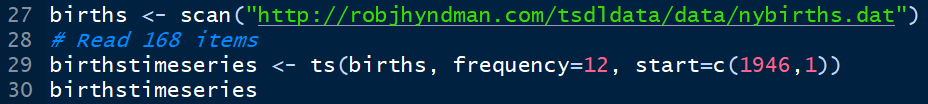 27 births <- scan("http://robjhyndman.com/tsdldata/data/nybirths.dat")
28 # Read 168 items
29 birthstimeseries <- ts(births, frequency=12, start=c(1946,1))
30 birthstimeseries